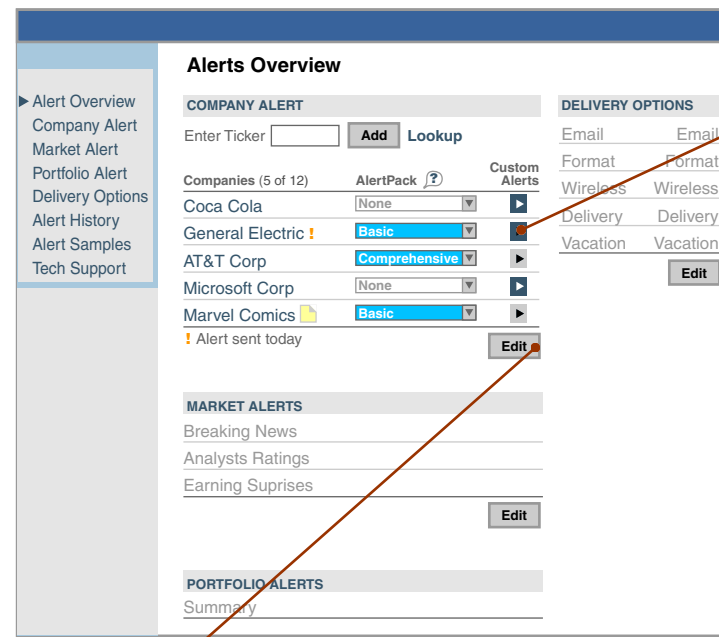 Alerts Overview
Alert Overview
Company Alert
Market Alert
Portfolio Alert
Delivery Options
Alert History
Alert Samples
Tech Support
COMPANY ALERT
Enter Ticker Add Lookup
Companies (5 of 12) AlertPack ? Custom Alerts
Coca Cola None
General Electric ! Basic
AT&T Corp Comprehensive
Microsoft Corp None
Marvel Comics Basic
! Alert sent today
Edit
MARKET ALERTS
Breaking News
Analysts Ratings
Earning Suprises
Edit
PORTFOLIO ALERTS
Summary
DELIVERY OPTIONS
Email Email
Format Format
Wireless Wireless
Delivery Delivery
Vacation Vacation
Edit